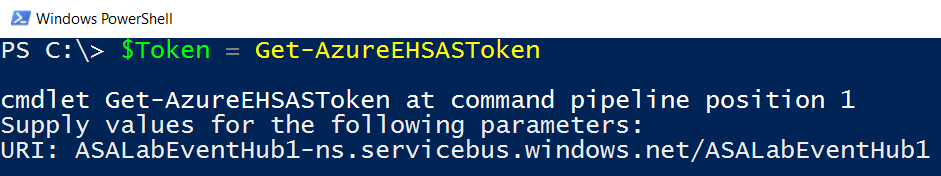 Windows PowerShell
PS C:\> $Token = Get-AzureEHSASToken
cmdlet Get-AzureEHSASToken at command pipeline position 1
Supply values for the following parameters:
URI: ASALabEventHub1-ns.servicebus.windows.net/ASALabEventHub1